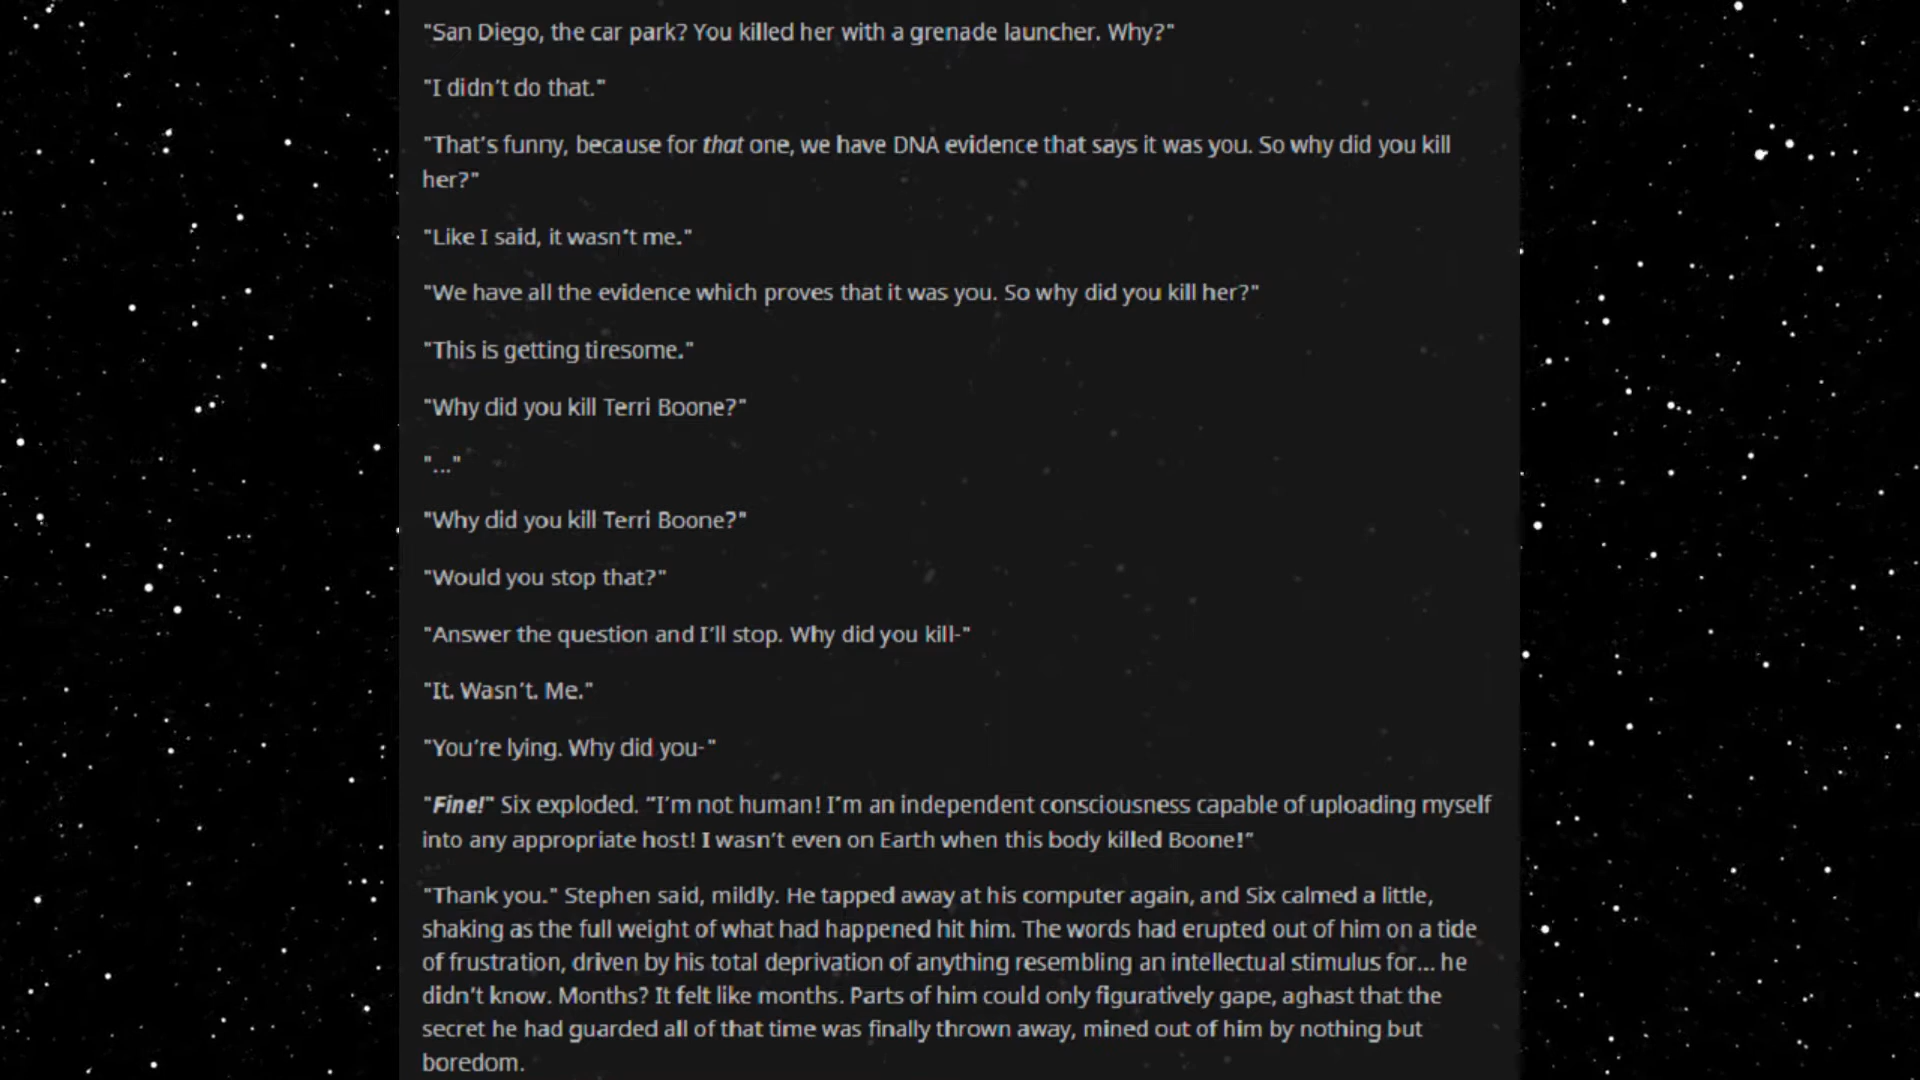 "San Diego, the car park? You killed her with a grenade launcher. Why?"
"I didn't do that."
"That's funny, because for that one, we have DNA evidence that says it was you. So why did you kill
her?"
"Like I said, it wasn't me."
"We have all the evidence which proves that it was you. So why did you kill her?"
"This is getting tiresome."
"Why did you kill Terri Boone?"
"..."
"Why did you kill Terri Boone?"
"Would you stop that?"
"Answer the question and I'll stop. Why did you kill-"
"It. Wasn't. Me."
"You're lying. Why did you-"
"Fine!" Six exploded. "I'm not human! I'm an independent consciousness capable of uploading myself
into any appropriate host! I wasn't even on Earth when this body killed Boone!"
"Thank you." Stephen said, mildly. He tapped away at his computer again, and Six calmed a little,
shaking as the full weight of what had happened hit him. The words had erupted out of him on a tide
of frustration, driven by his total deprivation of anything resembling an intellectual stimulus for... he
didn't know. Months? It felt like months. Parts of him could only figuratively gape, aghast that the
secret he had guarded all of that time was finally thrown away, mined out of him by nothing but
boredom.